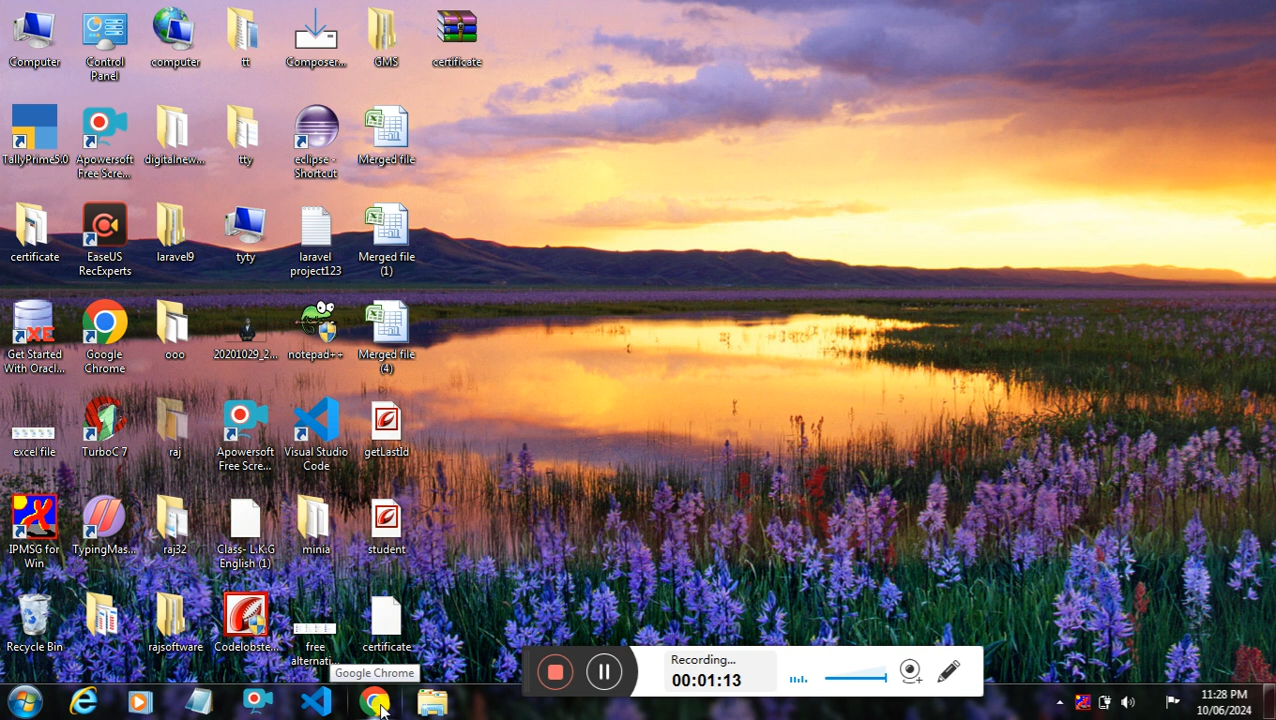 Computer
Control
Panel
computer
tt
Composer...
GMS
certificate
TallyPrime5.0
Apowersoft
Free Scre...
digitalnew...
tty
eclipse -
Shortcut
Merged file
certificate
EaseUS
RecExperts
laravel9
tyty
laravel
project123
Merged file
(1)
Get Started
With Oracl...
Google
Chrome
ooo
20201029_2...
notepad++
Merged file
(4)
excel file
TurboC 7
raj
Apowersoft
Free Scre...
Visual Studio
Code
getLastId
IPMSG for
Win
TypingMas...
raj32
Class- L.K.G
English (1)
minia
student
Recycle Bin
rajsoftware
Codelobste...
free
alternati...
certificate
Google Chrome
Recording...
00:01:13
11:28 PM
10/06/2024